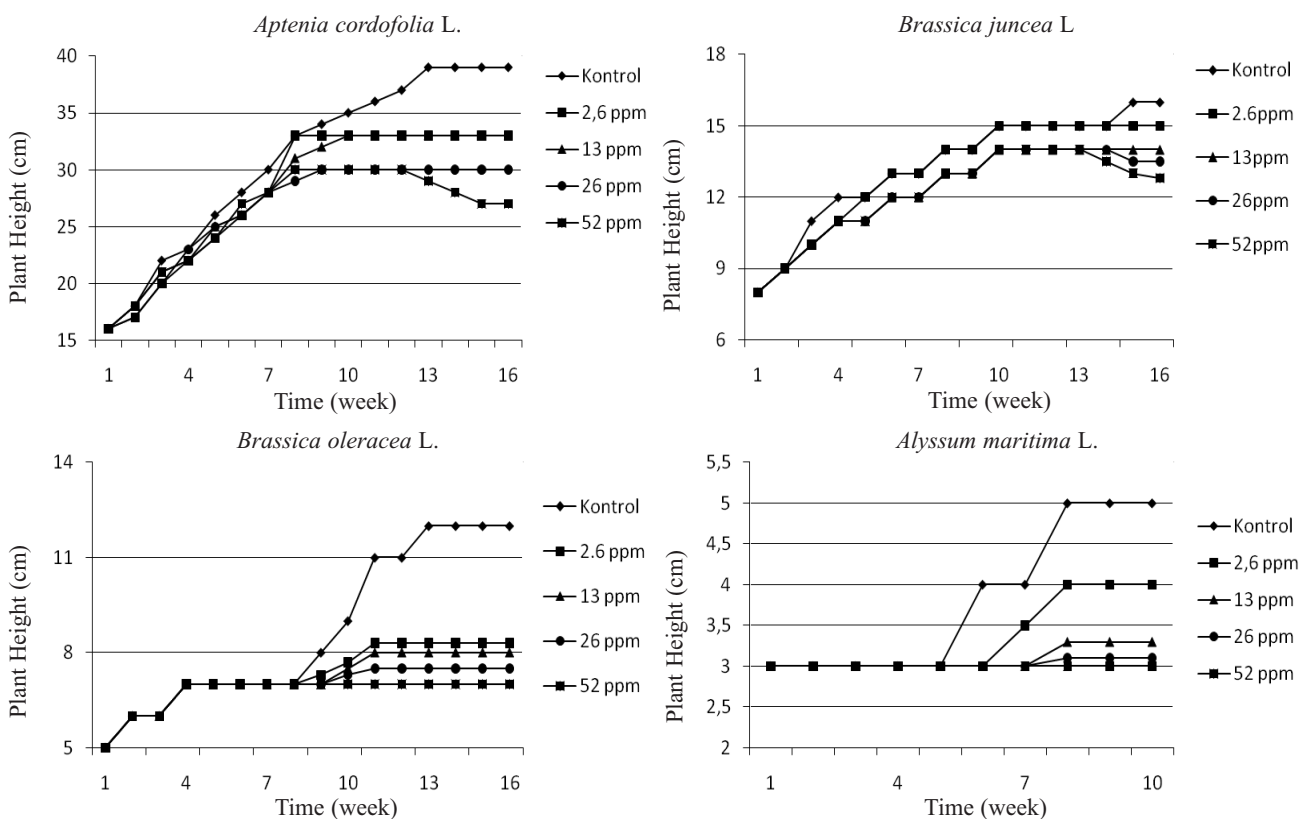 Aptenia cordofolia L.
Plant Height (cm)
40
35
30
25
20
15
1 4 7 10 13 16
Time (week)
Kontrol
2,6 ppm
13 ppm
26 ppm
52 ppm
Brassica juncea L
Plant Height (cm)
18
15
12
9
6
1 4 7 10 13 16
Time (week)
Kontrol
2.6ppm
13ppm
26ppm
52ppm
Brassica oleracea L.
Plant Height (cm)
14
11
8
5
1 4 7 10 13 16
Time (week)
Kontrol
2.6 ppm
13 ppm
26 ppm
52 ppm
Alyssum maritima L.
Plant Height (cm)
5,5
5
4,5
4
3,5
3
2,5
2
1 4 7 10
Time (week)
Kontrol
2,6 ppm
13 ppm
26 ppm
52 ppm